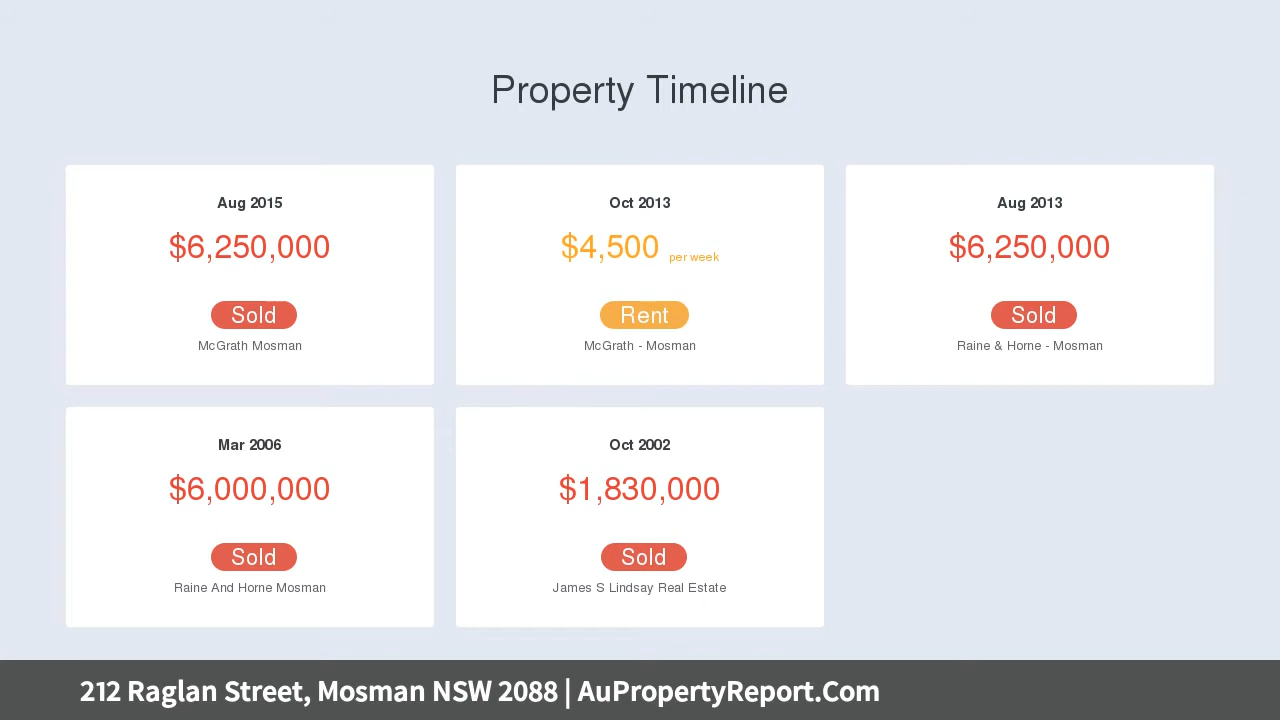 Property Timeline
Aug 2015
$6,250,000
Sold
McGrath Mosman
Oct 2013
$4,500 per week
Rent
McGrath - Mosman
Aug 2013
$6,250,000
Sold
Raine & Horne - Mosman
Mar 2006
$6,000,000
Sold
Raine And Horne Mosman
Oct 2002
$1,830,000
Sold
James S Lindsay Real Estate
212 Raglan Street, Mosman NSW 2088 | AuPropertyReport.Com